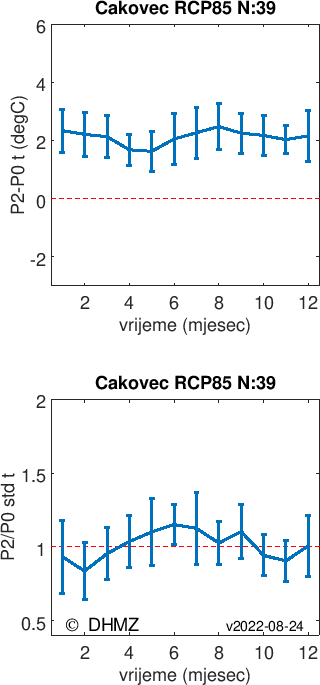 Cakovec RCP85 N:39
P2-P0 t (degC)
6
4
2
0
-2
2 4 6 8 10 12
vrijeme (mjesec)
Cakovec RCP85 N:39
P2/P0 std t
2
1.5
1
0.5
© DHMZ v2022-08-24
2 4 6 8 10 12
vrijeme (mjesec)